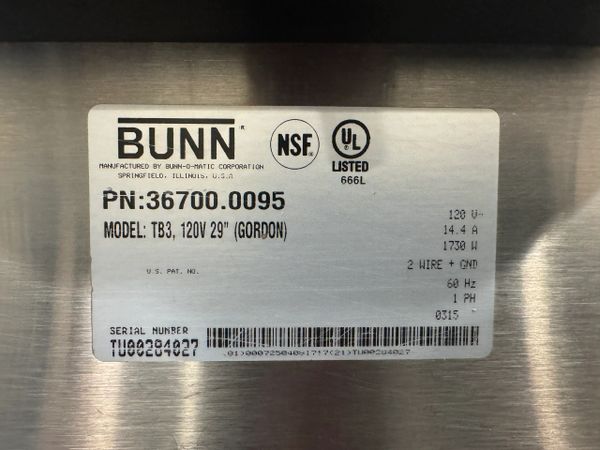 BUNN®
MANUFACTURED BY BUNN-O-MATIC CORPORATION
SPRINGFIELD, ILLINOIS, U.S.A
NSF®
UL
LISTED
666L
PN:36700.0095
MODEL: TB3, 120V 29" (GORDON)
120 V~
14.4 A
1730 W
2 WIRE + GND
60 Hz
1 PH
0315
U.S. PAT. NO.
SERIAL NUMBER
TU00284027